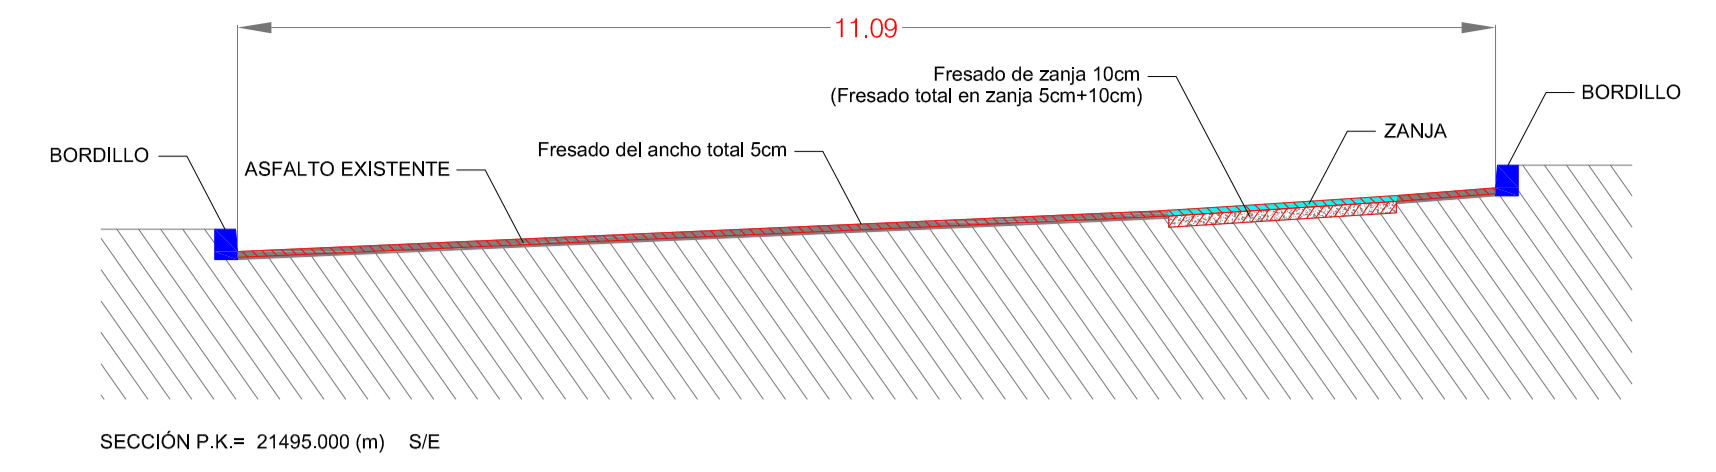 11.09
Fresado de zanja 10cm
(Fresado total en zanja 5cm+10cm)
BORDILLO
ZANJA
BORDILLO
Fresado del ancho total 5cm
ASFALTO EXISTENTE
SECCIÓN P.K.= 21495.000 (m) S/E